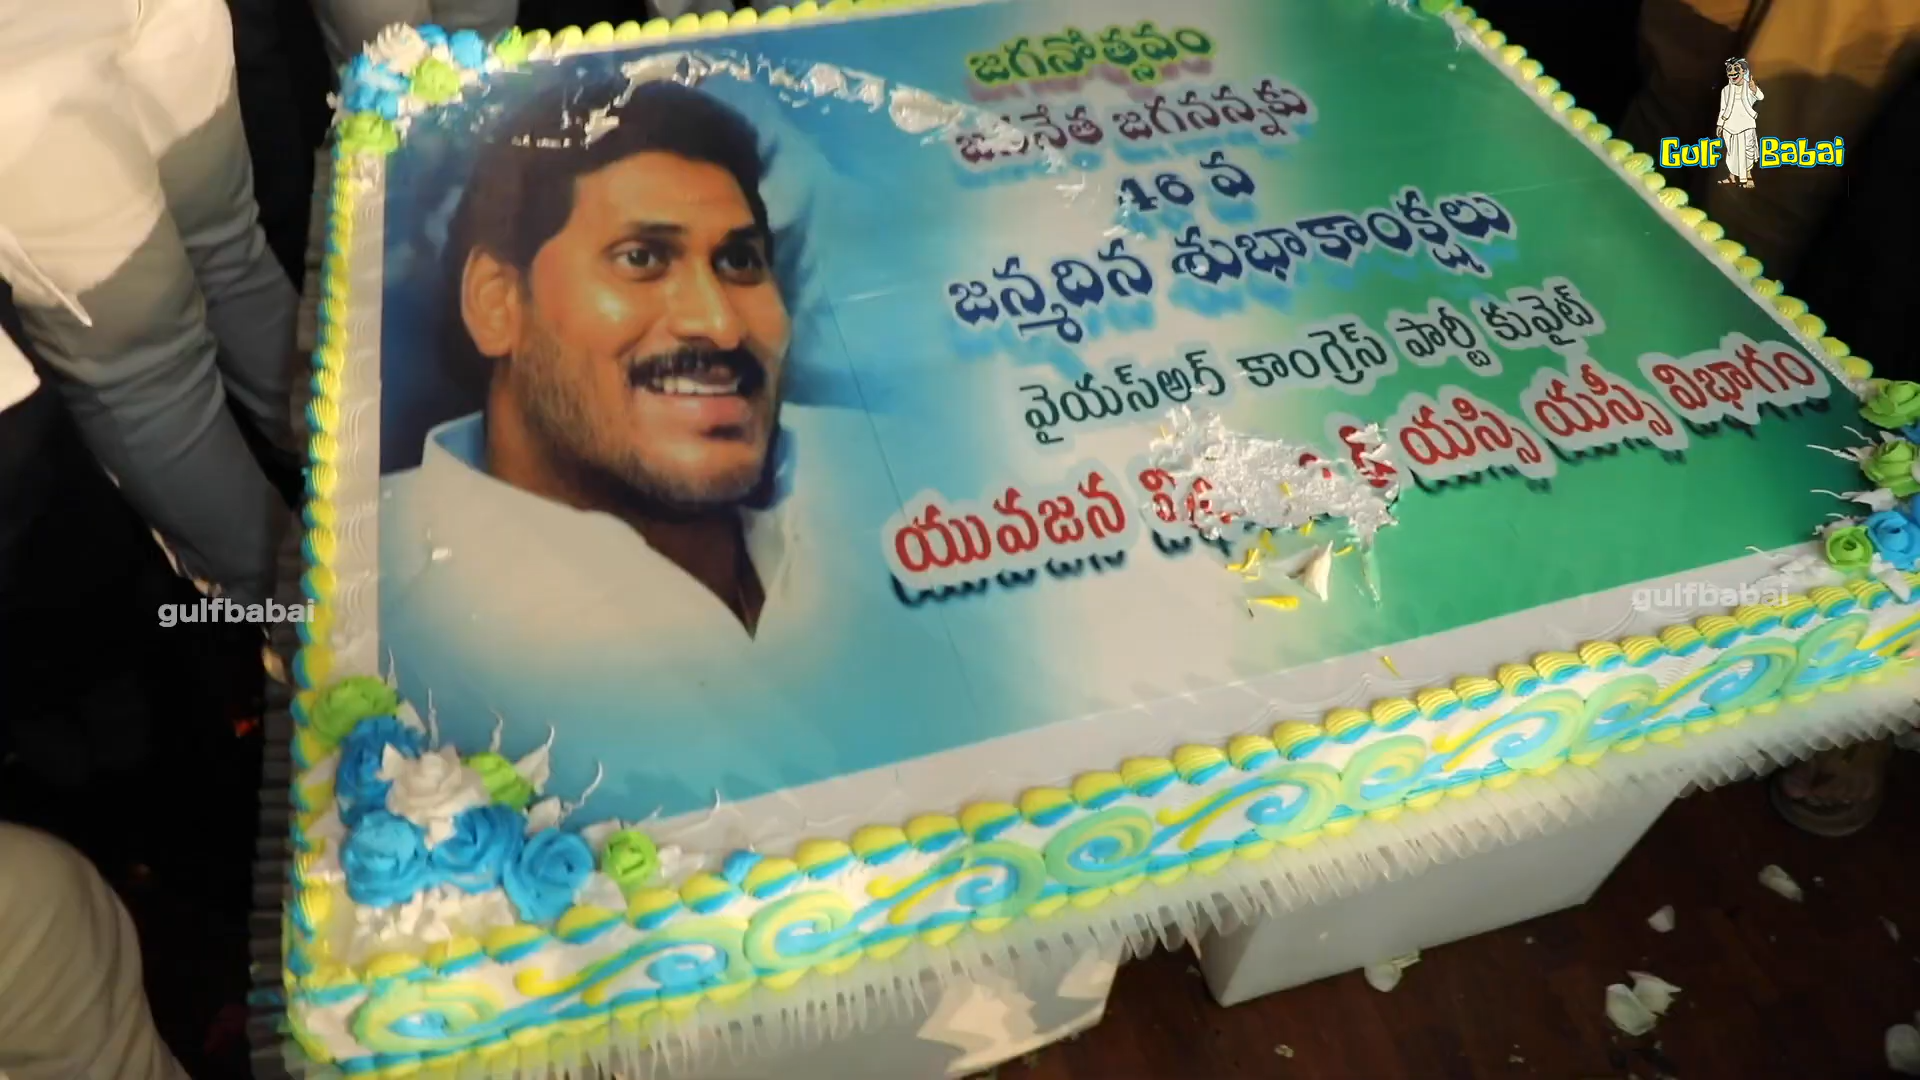 జగనోత్సవం
జననేత జగనన్నకు
46 వ
జన్మదిన శుభాకాంక్షలు
వైయస్ఆర్ కాంగ్రెస్ పార్టీ కువైట్
యువజన యస్సి యస్సీ విభాగం
Gulf Babai
gulfbabai
gulfbabai